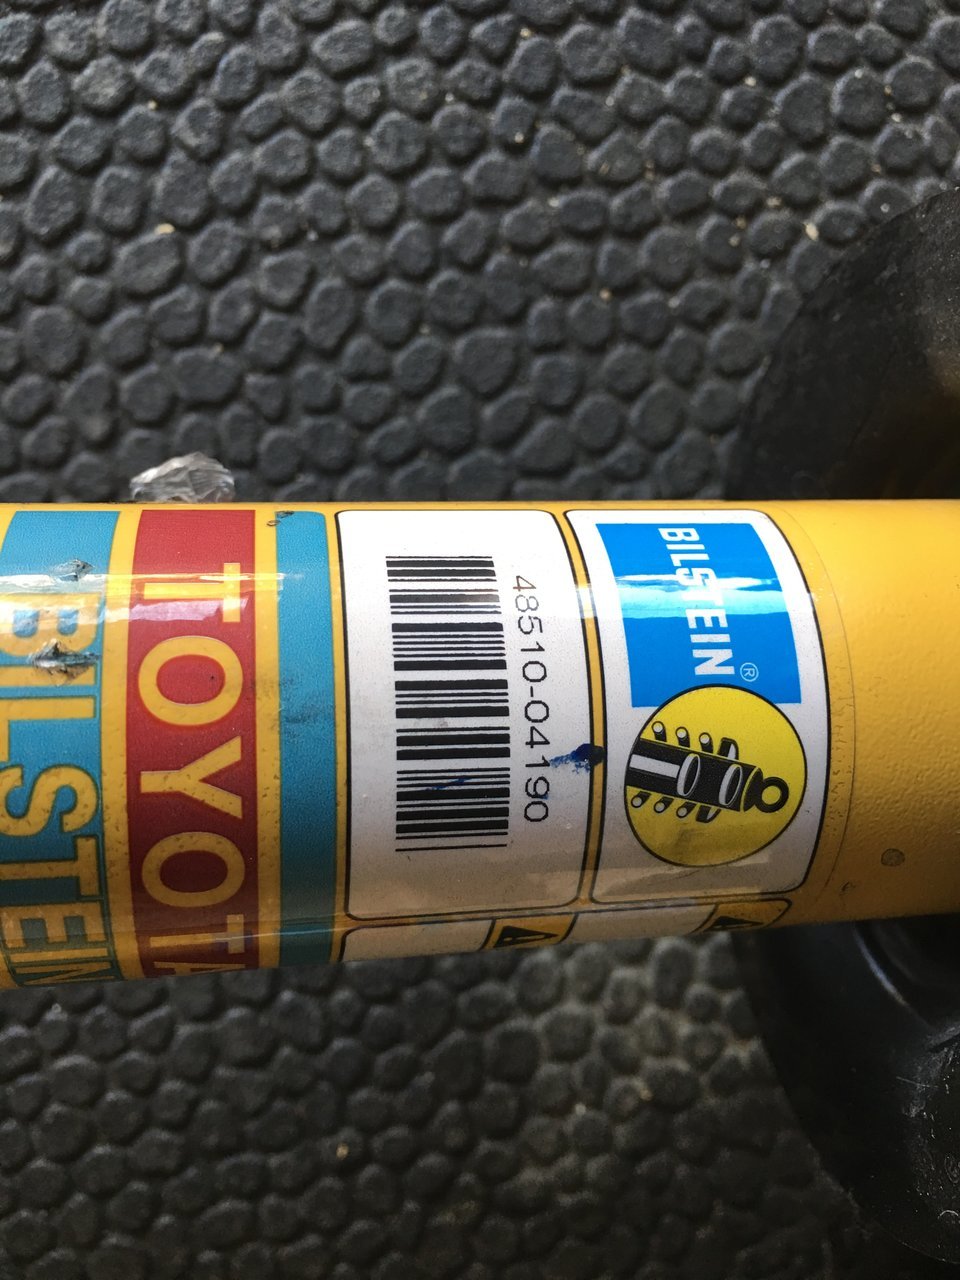 BILSTEIN
TOYOTA
48510-04190
BILSTEIN®